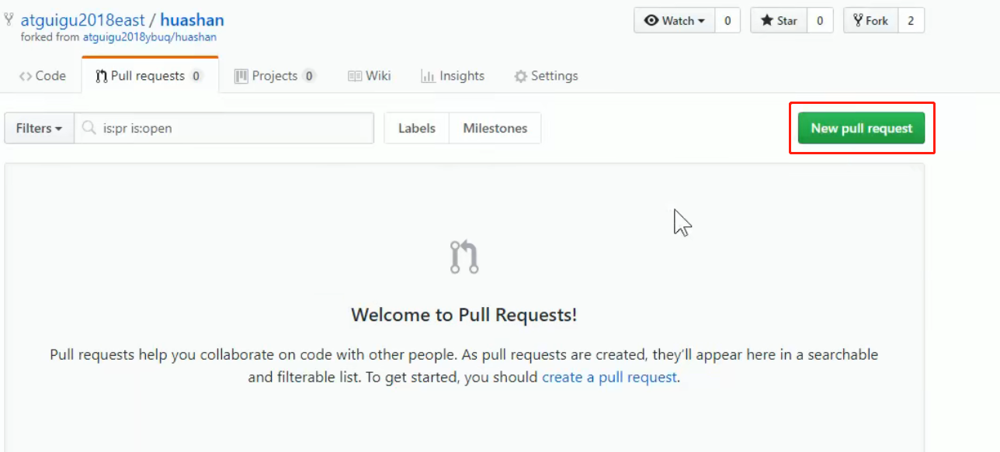 atguigu2018east / huashan
Watch 0 Star 0 Fork 2
forked from atguigu2018ybuq/huashan
Code Pull requests 0 Projects 0 Wiki Insights Settings
Filters is:pr is:open Labels Milestones New pull request
Welcome to Pull Requests!
Pull requests help you collaborate on code with other people. As pull requests are created, they'll appear here in a searchable
and filterable list. To get started, you should create a pull request.